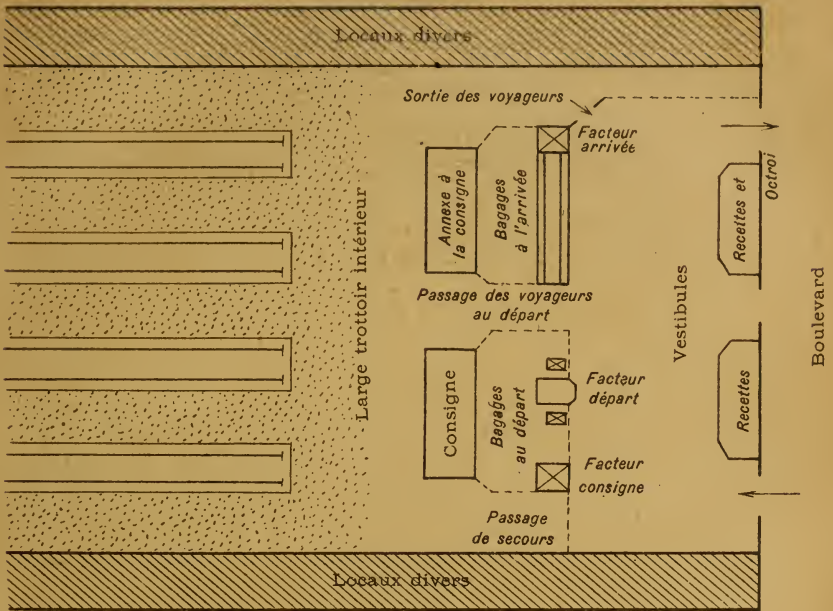 Locaux divers
Sortie des voyageurs
Facteur
arrivée
Octroi
Recettes et
Annexe à
la consigne
Bagages
à l'arrivée
Large trottoir intérieur
Passage des voyageurs
au départ
Vestibules
Boulevard
Consigne
Bagages
au départ
Facteur
départ
Recettes
Facteur
consigne
Passage
de secours
Locaux divers